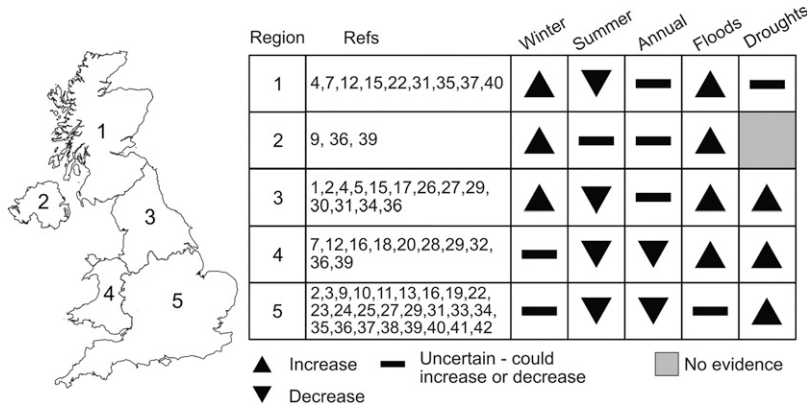 Region Refs Winter Summer Annual Floods Droughts
1 4,7,12,15,22,31,35,37,40
2 9, 36, 39
3 1,2,4,5,15,17,26,27,29,
30,31,34,36
4 7,12,16,18,20,28,29,32,
36,39
5 2,3,9,10,11,13,16,19,22,
23,24,25,27,29,31,33,34,
35,36,37,38,39,40,41,42
1
2
3
4
5
Increase
Uncertain - could
increase or decrease
No evidence
Decrease